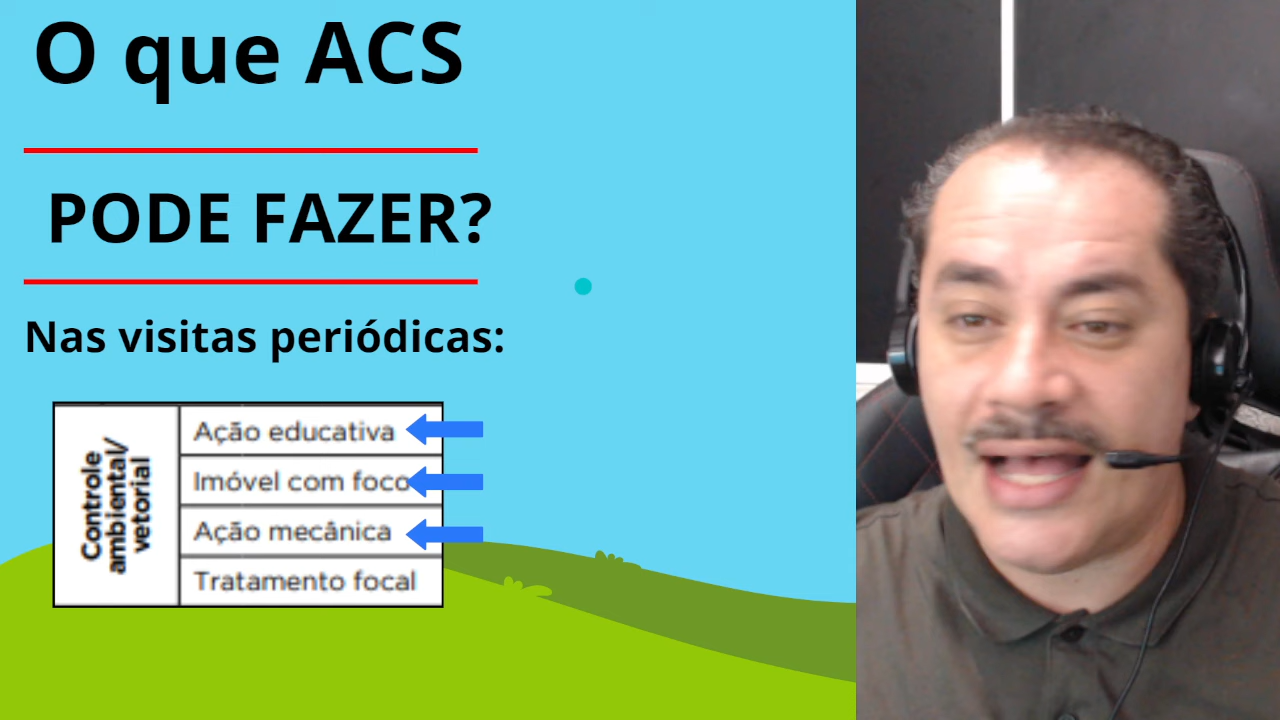 O que ACS
PODE FAZER?
Nas visitas periódicas:
Controle
ambiental/
vetorial
Ação educativa
Imóvel com foco
Ação mecânica
Tratamento focal